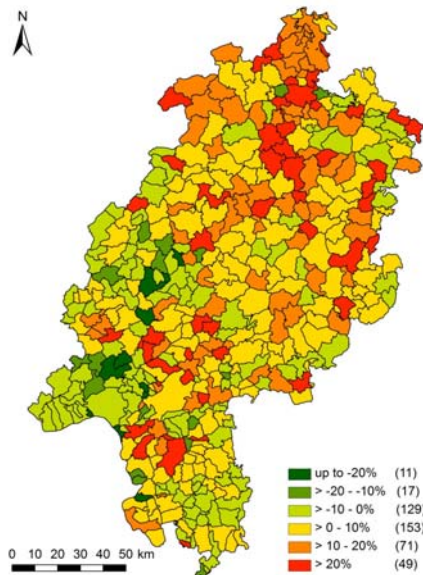 N
up to -20% (11)
> -20 - -10% (17)
> -10 - 0% (129)
> 0 - 10% (153)
> 10 - 20% (71)
> 20% (49)
0 10 20 30 40 50 km